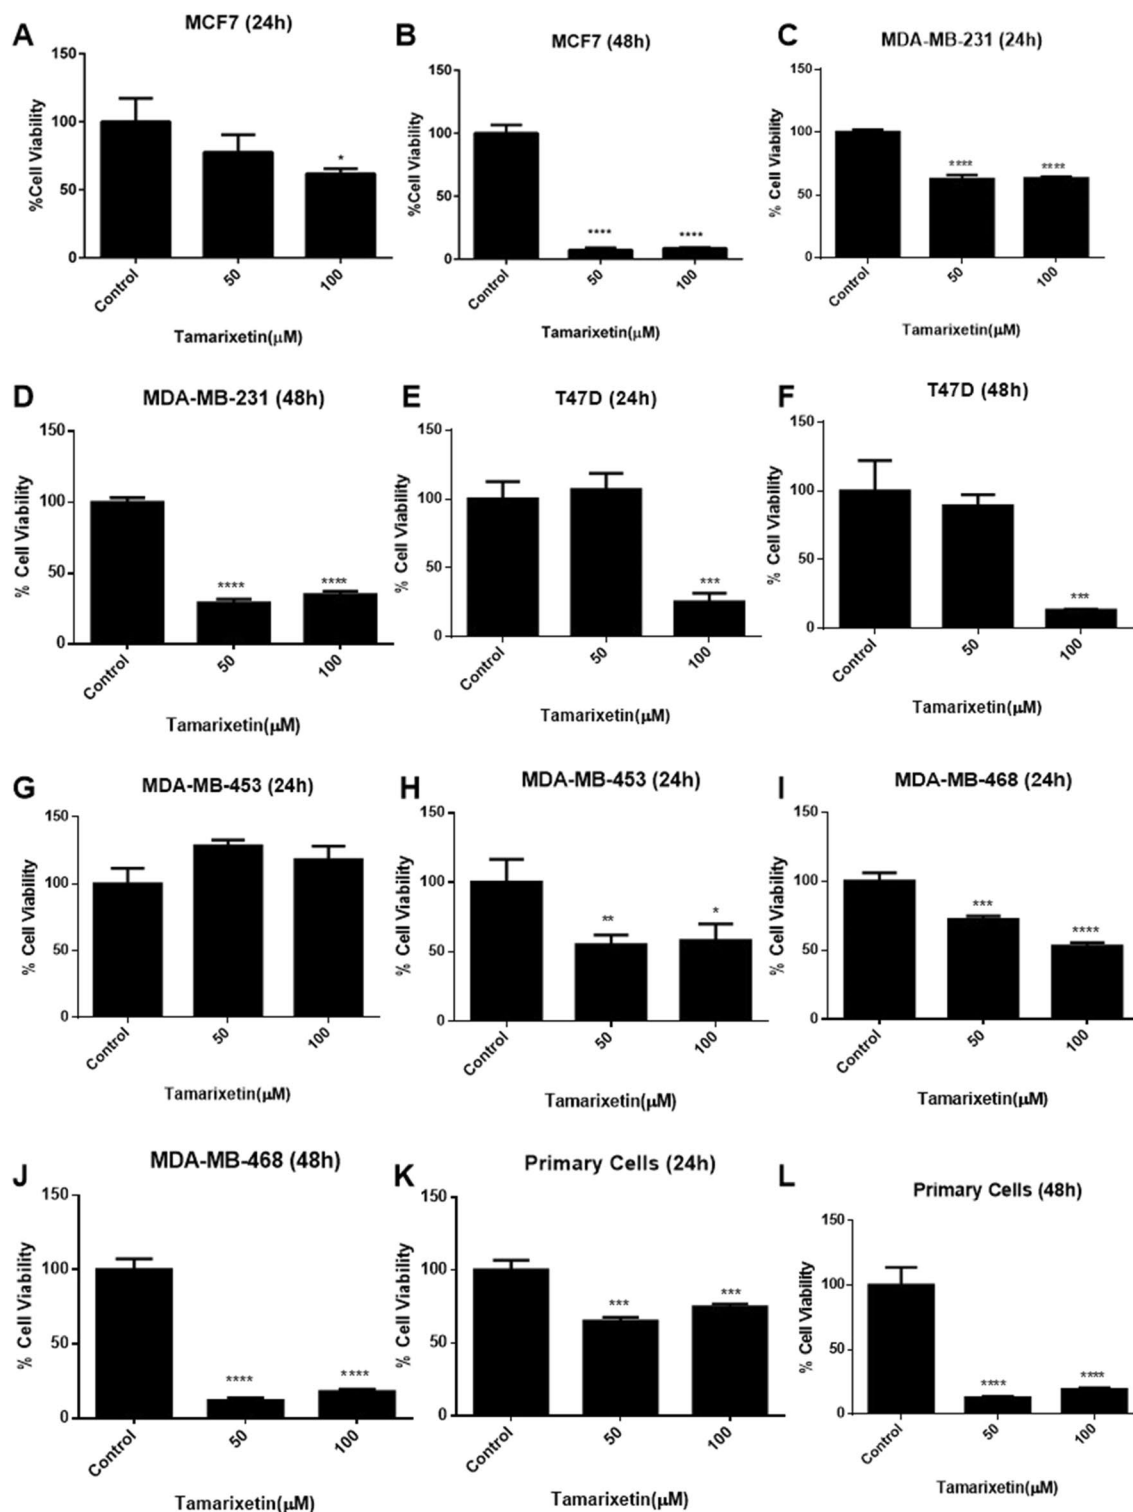 A
MCF7 (24h)
%Cell Viability
150
100
50
0
*
Control
50
100
Tamarixetin(μM)
B
MCF7 (48h)
%Cell Viability
150
100
50
0
****
****
Control
50
100
Tamarixetin(μM)
C
MDA-MB-231 (24h)
% Cell Viability
150
100
50
0
****
****
Control
50
100
Tamarixetin(μM)
D
MDA-MB-231 (48h)
% Cell Viability
150
100
50
0
****
****
Control
50
100
Tamarixetin(μM)
E
T47D (24h)
% Cell Viability
150
100
50
0
***
Control
50
100
Tamarixetin(μM)
F
T47D (48h)
% Cell Viability
150
100
50
0
***
Control
50
100
Tamarixetin(μM)
G
MDA-MB-453 (24h)
% Cell Viability
150
100
50
0
Control
50
100
Tamarixetin(μM)
H
MDA-MB-453 (24h)
% Cell Viability
150
100
50
0
**
*
Control
50
100
Tamarixetin(μM)
I
MDA-MB-468 (24h)
% Cell Viability
150
100
50
0
***
****
Control
50
100
Tamarixetin(μM)
J
MDA-MB-468 (48h)
% Cell Viability
150
100
50
0
****
****
Control
50
100
Tamarixetin(μM)
K
Primary Cells (24h)
% Cell Viability
150
100
50
0
***
***
Control
50
100
Tamarixetin(μM)
L
Primary Cells (48h)
% Cell Viability
150
100
50
0
****
****
Control
50
100
Tamarixetin(μM)